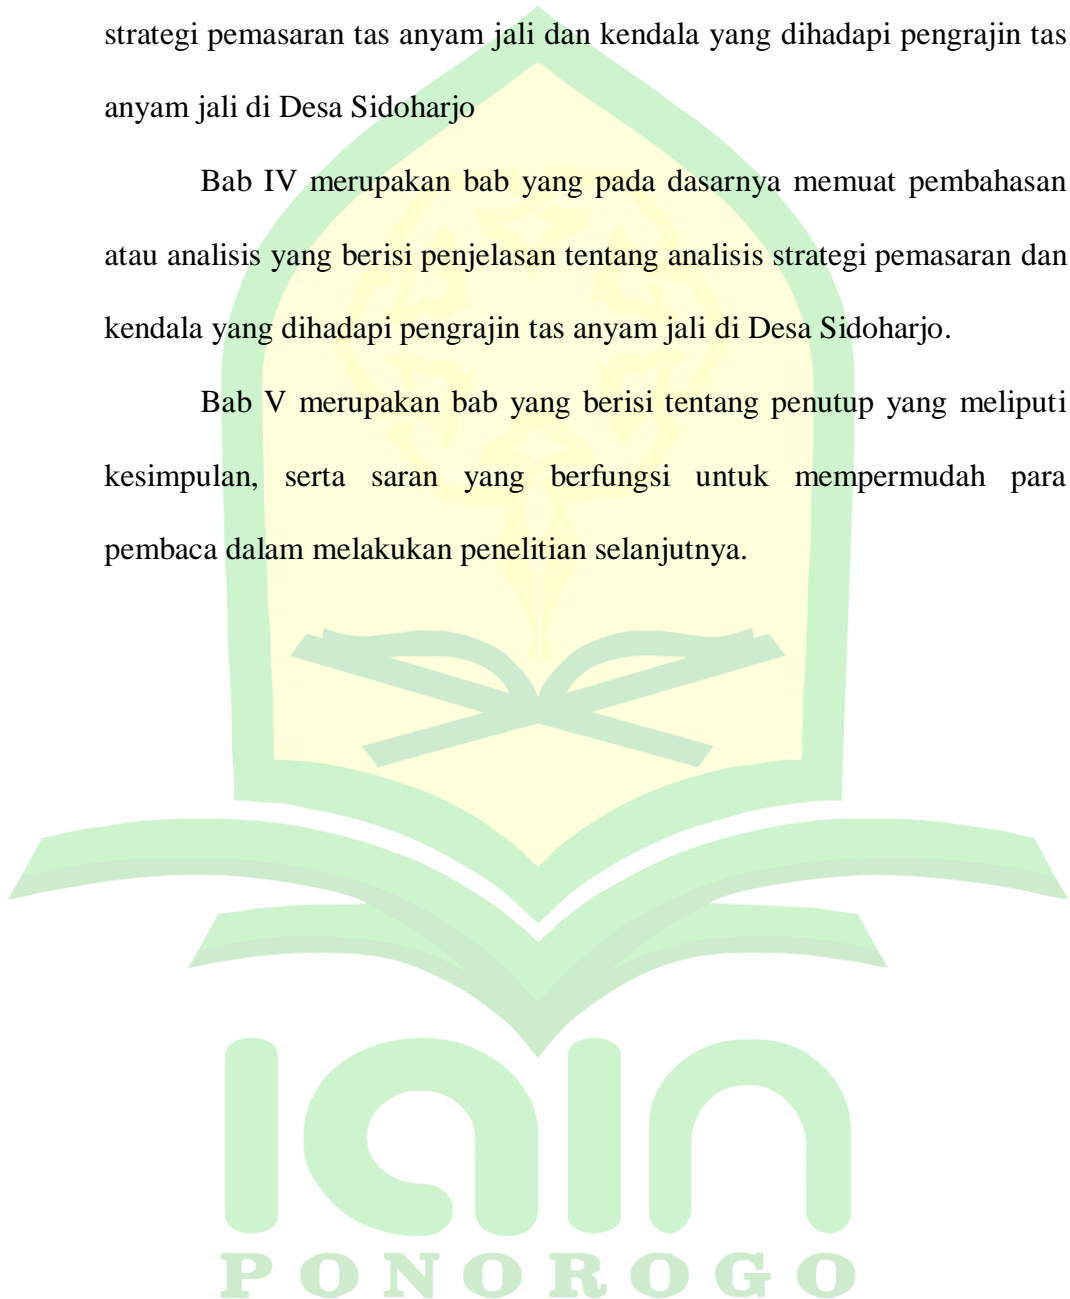 strategi pemasaran tas anyam jali dan kendala yang dihadapi pengrajin tas
anyam jali di Desa Sidoharjo
Bab IV merupakan bab yang pada dasarnya memuat pembahasan
atau analisis yang berisi penjelasan tentang analisis strategi pemasaran dan
kendala yang dihadapi pengrajin tas anyam jali di Desa Sidoharjo.
Bab V merupakan bab yang berisi tentang penutup yang meliputi
kesimpulan, serta saran yang berfungsi untuk mempermudah para
pembaca dalam melakukan penelitian selanjutnya.
iain
PONOROGO